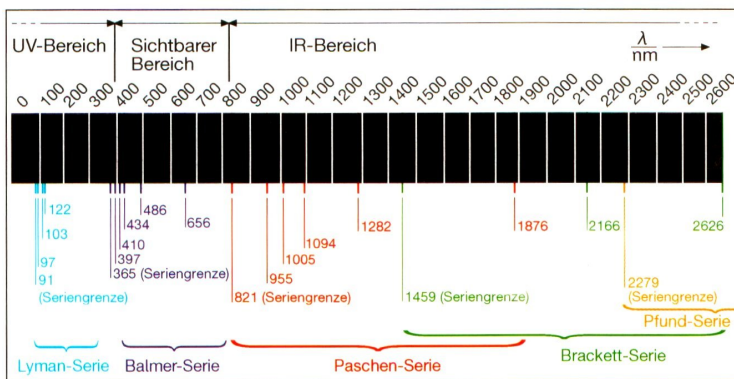 UV-Bereich
Sichtbarer
Bereich
IR-Bereich
λ
nm
0 100 200 300 400 500 600 700 800 900 1000 1100 1200 1300 1400 1500 1600 1700 1800 1900 2000 2100 2200 2300 2400 2500 2600
122 486 1282 1876 2166 2626
103 434 656
410 1094
97 397 1005
91 365 (Seriengrenze) 955 2279
(Seriengrenze) 821 (Seriengrenze) 1459 (Seriengrenze) (Seriengrenze)
Pfund-Serie
Lyman-Serie Balmer-Serie Paschen-Serie Brackett-Serie